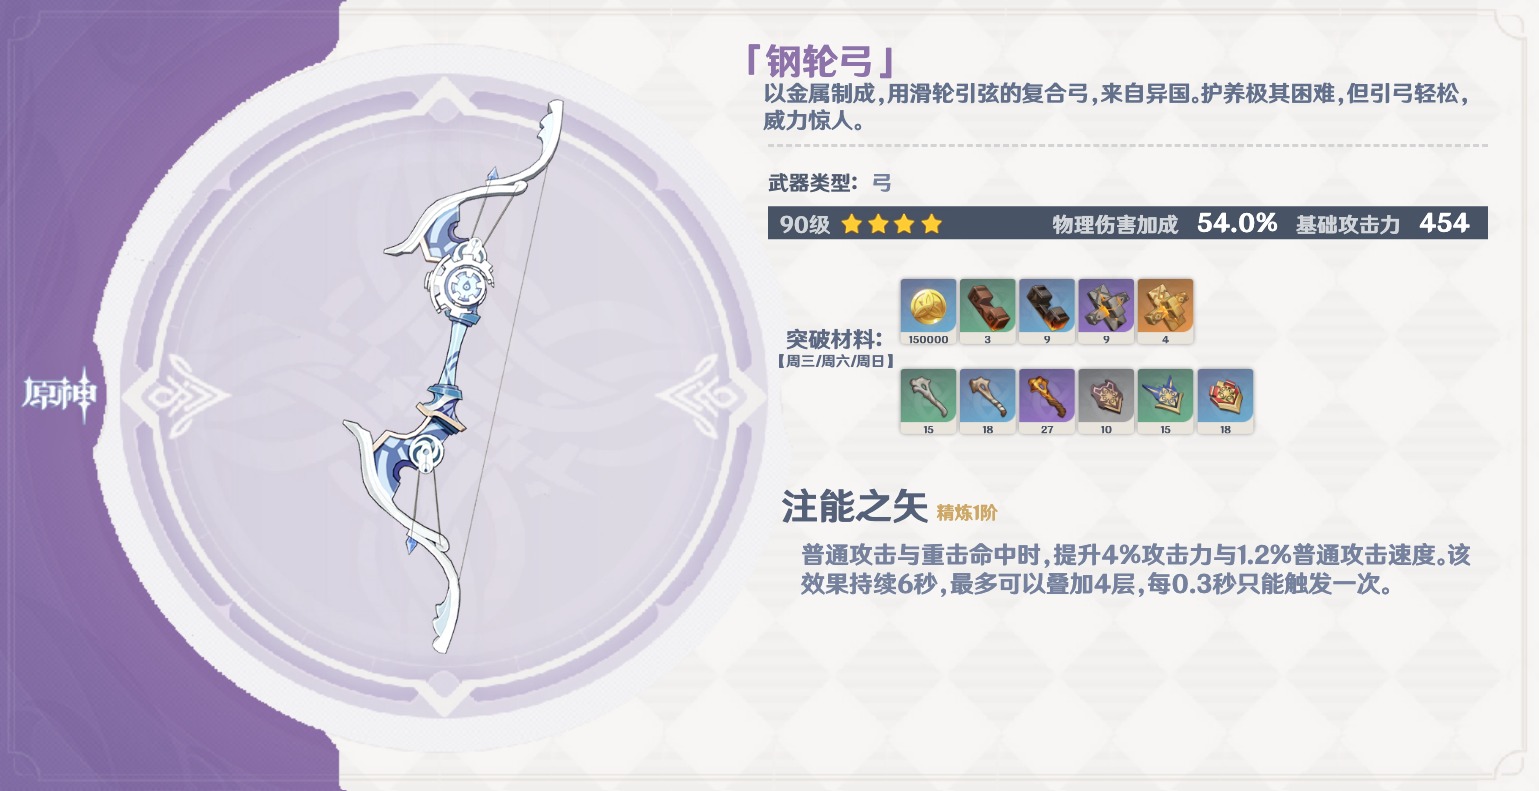 「钢轮弓」
以金属制成,用滑轮引弦的复合弓,来自异国。护养极其困难,但引弓轻松,
威力惊人。
武器类型: 弓
90级 物理伤害加成 54.0% 基础攻击力 454
突破材料:
【周三/周六/周日】
150000 3 9 9 4
15 18 27 10 15 18
原神
注能之矢 精炼1阶
普通攻击与重击命中时,提升4%攻击力与1.2%普通攻击速度。该
效果持续6秒,最多可以叠加4层,每0.3秒只能触发一次。